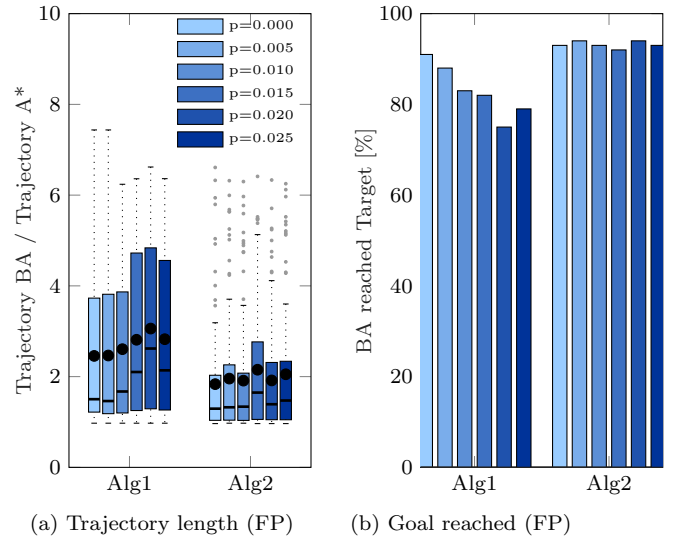 Trajectory BA / Trajectory A*
10
8
6
4
2
0
p=0.000
p=0.005
p=0.010
p=0.015
p=0.020
p=0.025
Alg1 Alg2
(a) Trajectory length (FP)
BA reached Target [%]
100
80
60
40
20
0
Alg1 Alg2
(b) Goal reached (FP)